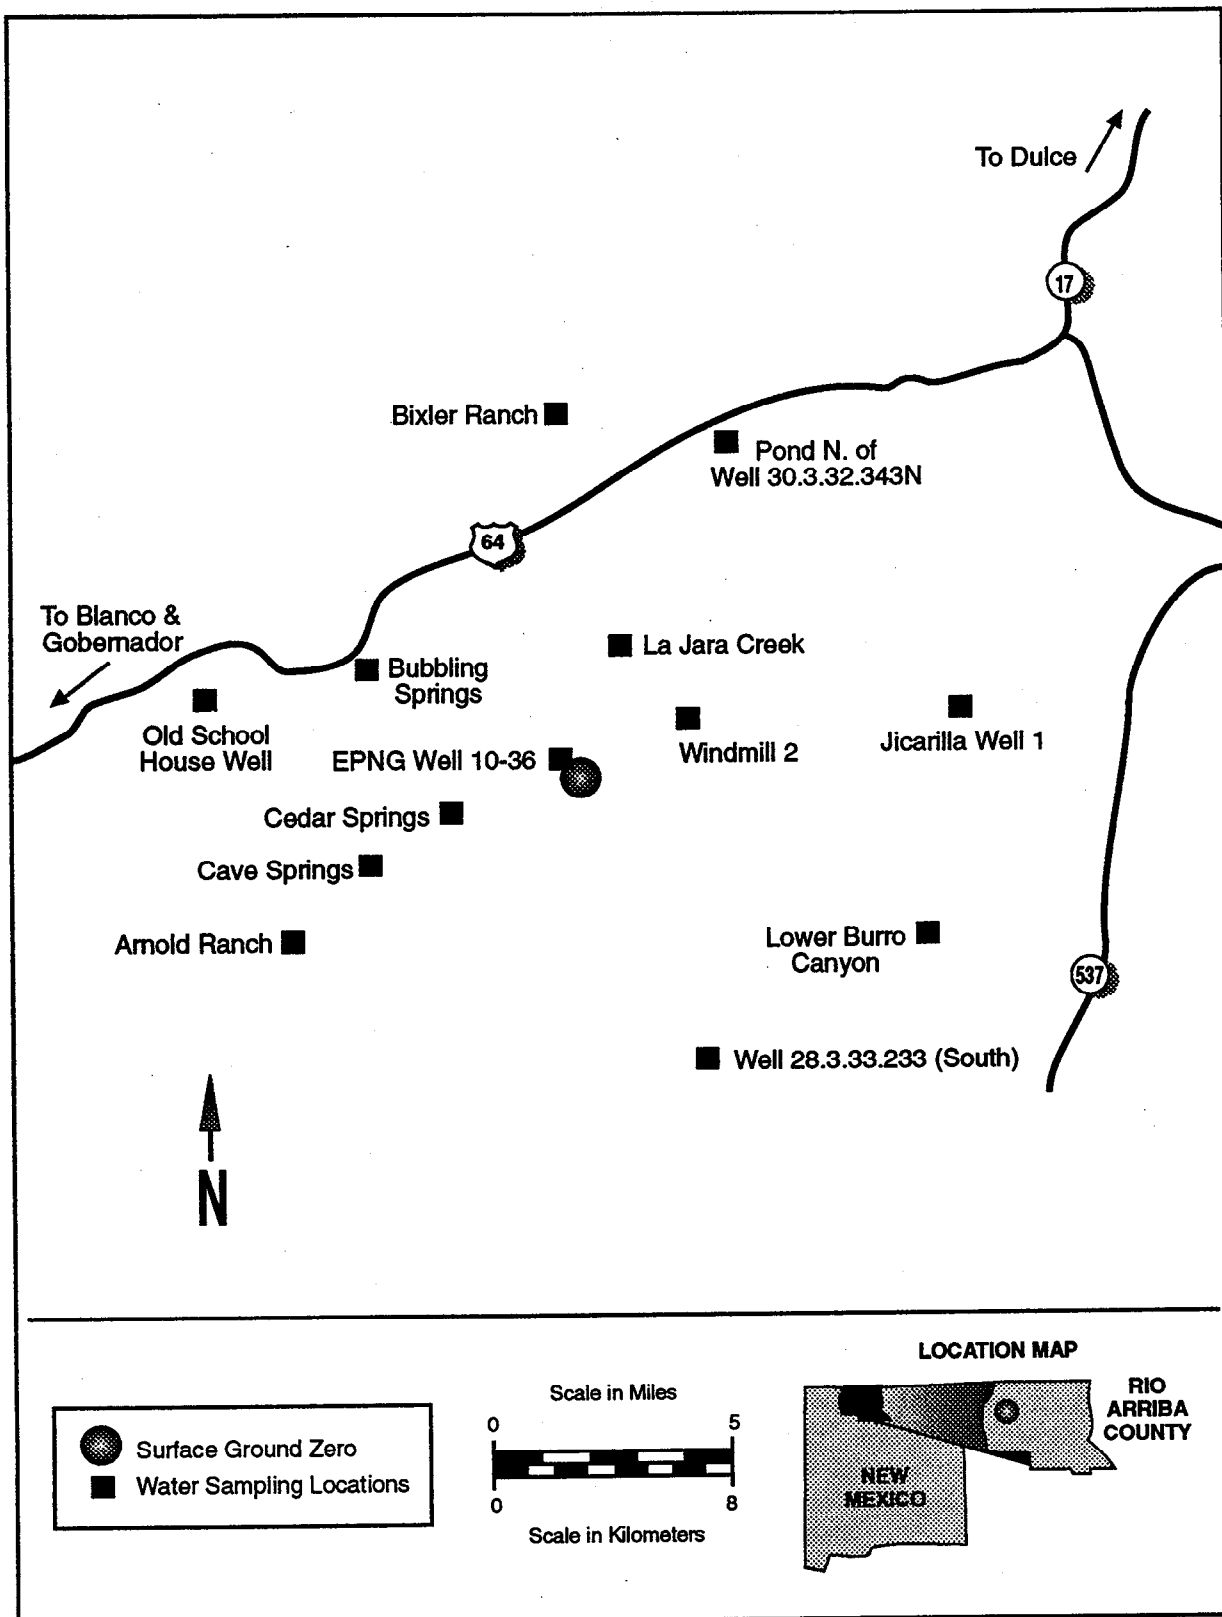 To Dulce
17
Bixler Ranch
Pond N. of
Well 30.3.32.343N
64
To Blanco &
Gobernador
La Jara Creek
Bubbling
Springs
Old School
House Well
Windmill 2
Jicarilla Well 1
EPNG Well 10-36
Cedar Springs
Cave Springs
Arnold Ranch
Lower Burro
Canyon
537
Well 28.3.33.233 (South)
N
LOCATION MAP
Surface Ground Zero
Water Sampling Locations
Scale in Miles
0 5
0 8
Scale in Kilometers
RIO
ARRIBA
COUNTY
NEW
MEXICO